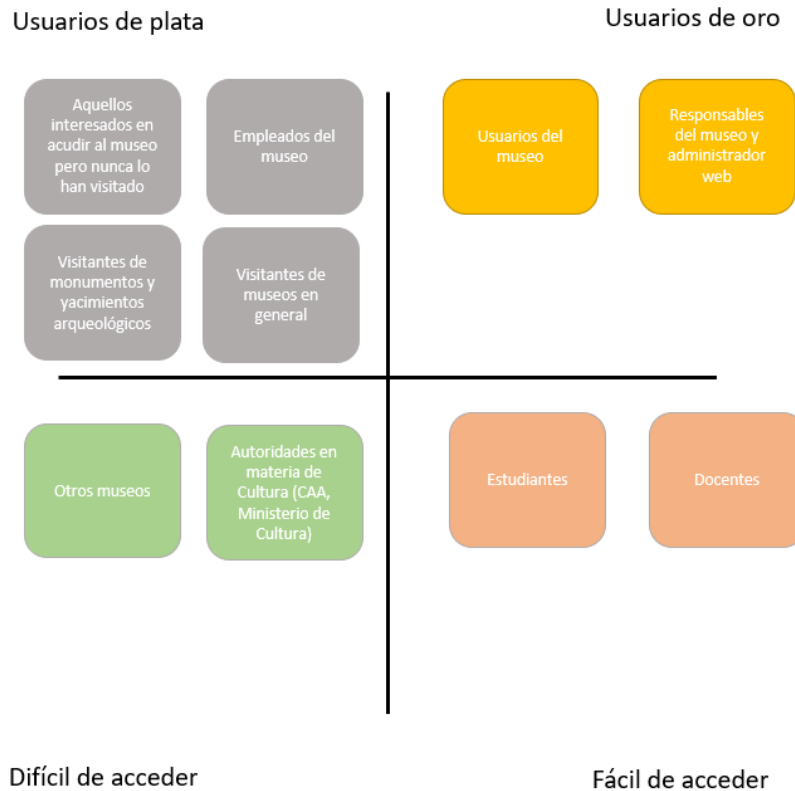 Usuarios de plata
Usuarios de oro
Aquellos
interesados en
acudir al museo
pero nunca lo
han visitado
Empleados del
museo
Usuarios del
museo
Responsables
del museo y
administrador
web
Visitantes de
monumentos y
yacimientos
arqueológicos
Visitantes de
museos en
general
Otros museos
Autoridades en
materia de
Cultura (CAA,
Ministerio de
Cultura)
Estudiantes
Docentes
Difícil de acceder
Fácil de acceder